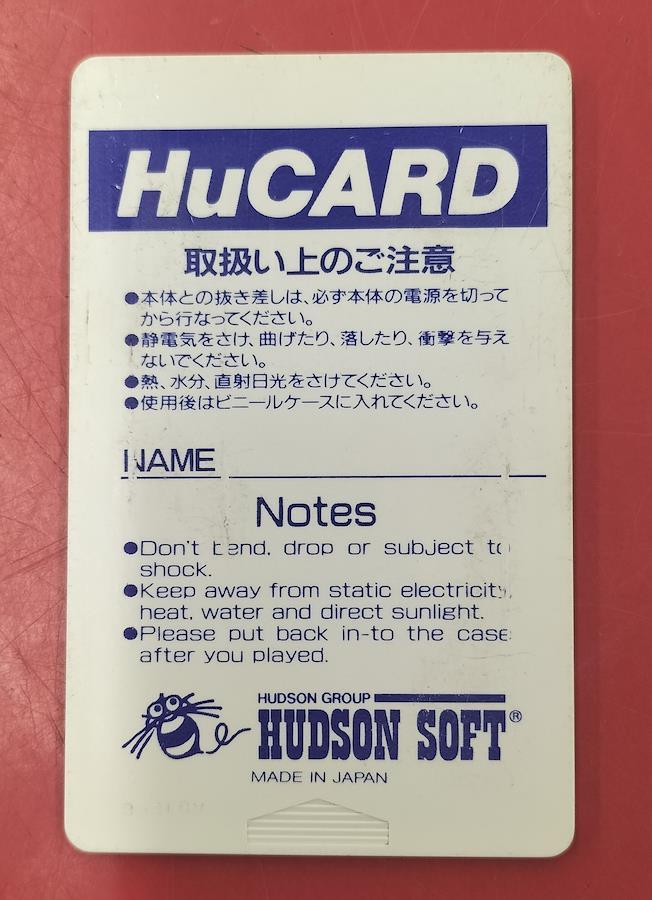 HuCARD
取扱い上のご注意
●本体との抜き差しは、必ず本体の電源を切って
から行なってください。
●静電気をさけ、曲げたり、落したり、衝撃を与え
ないでください。
●熱、水分、直射日光をさけてください。
●使用後はビニールケースに入れてください。
NAME
Notes
●Don't bend, drop or subject to
shock.
●Keep away from static electricity,
heat, water and direct sunlight.
●Please put back in-to the case
after you played.
HUDSON GROUP
HUDSON SOFT®
MADE IN JAPAN